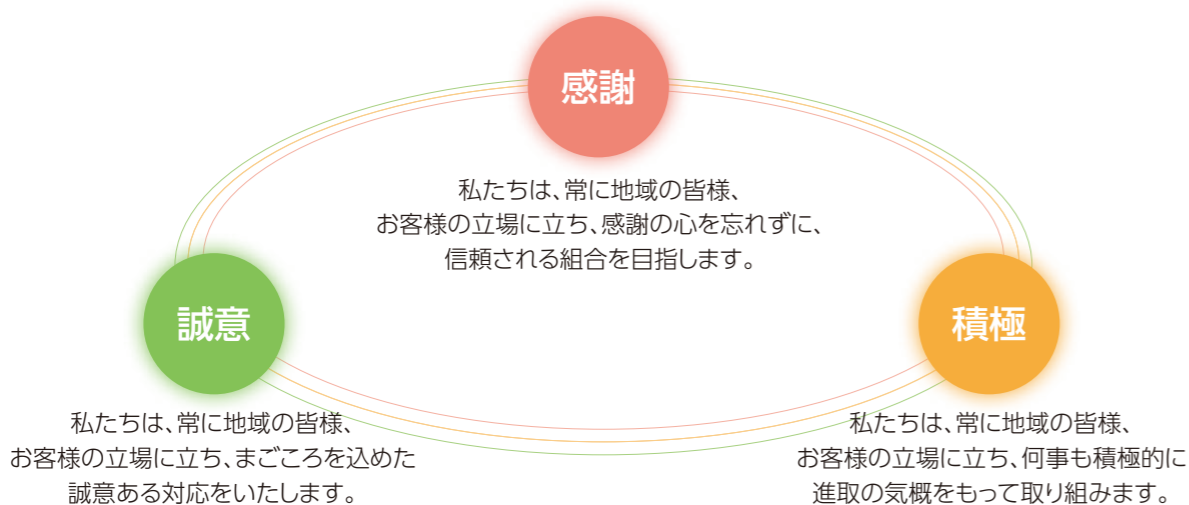 感謝
私たちは、常に地域の皆様、
お客様の立場に立ち、感謝の心を忘れずに、
信頼される組合を目指します。
誠意
私たちは、常に地域の皆様、
お客様の立場に立ち、まごころを込めた
誠意ある対応をいたします。
積極
私たちは、常に地域の皆様、
お客様の立場に立ち、何事も積極的に
進取の気概をもって取り組みます。